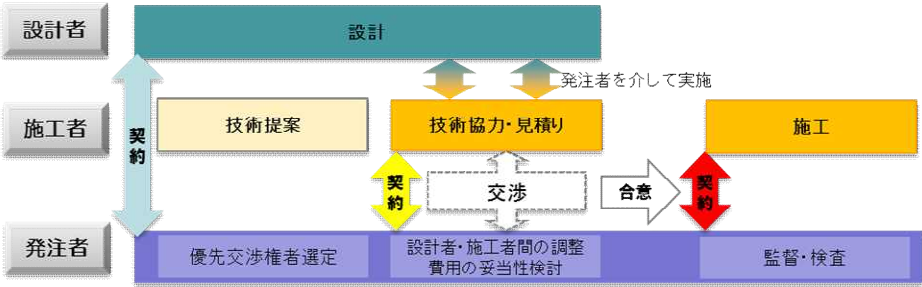 設計者
設計
発注者を介して実施
施工者
技術提案
技術協力・見積り
施工
契約
契約
交渉
合意
契約
発注者
優先交渉権者選定
設計者・施工者間の調整
費用の妥当性検討
監督・検査